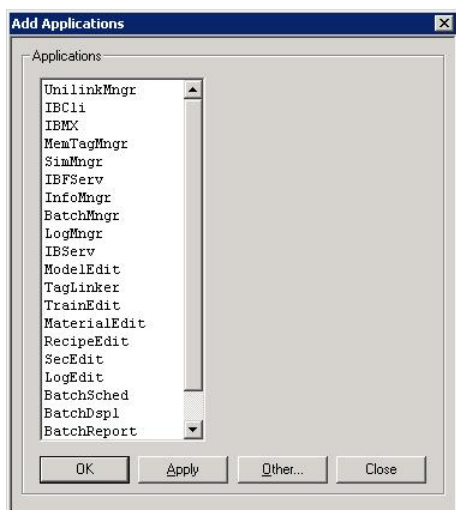 Add Applications
Applications
UnilinkMngr
IBCli
IBMX
MemTagMngr
SimMngr
IBFServ
InfoMngr
BatchMngr
LogMngr
IBServ
ModelEdit
TagLinker
TrainEdit
MaterialEdit
RecipeEdit
SecEdit
LogEdit
BatchSched
BatchDspl
BatchReport
OK Apply Other... Close